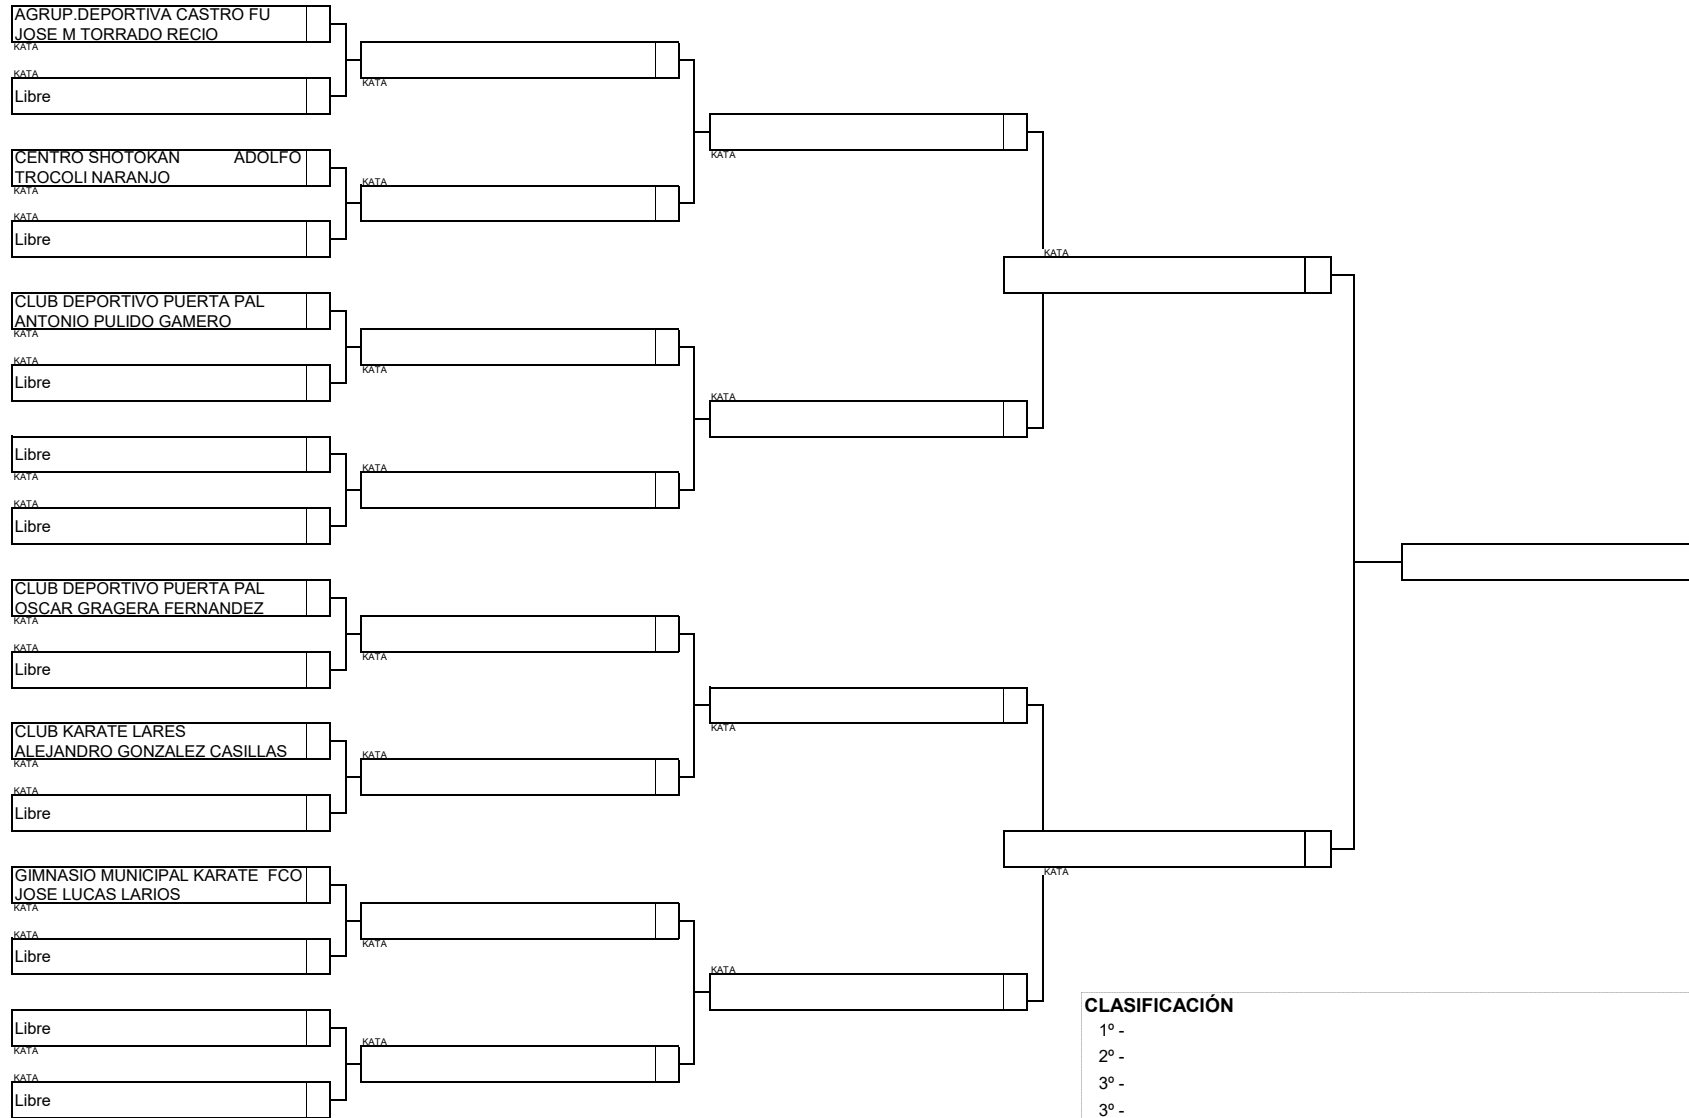 AGRUP.DEPORTIVA CASTRO FU
JOSE M TORRADO RECIO
KATA
KATA
Libre
KATA
CENTRO SHOTOKAN ADOLFO
TROCOLI NARANJO
KATA
KATA
Libre
KATA
KATA
CLUB DEPORTIVO PUERTA PAL
ANTONIO PULIDO GAMERO
KATA
KATA
Libre
KATA
Libre
KATA
KATA
Libre
KATA
KATA
KATA
CLUB DEPORTIVO PUERTA PAL
OSCAR GRAGERA FERNANDEZ
KATA
KATA
Libre
KATA
CLUB KARATE LARES
ALEJANDRO GONZALEZ CASILLAS
KATA
KATA
Libre
KATA
KATA
GIMNASIO MUNICIPAL KARATE FCO
JOSE LUCAS LARIOS
KATA
KATA
Libre
KATA
Libre
KATA
KATA
Libre
KATA
KATA
KATA
CLASIFICACIÓN
1º -
2º -
3º -
3º -